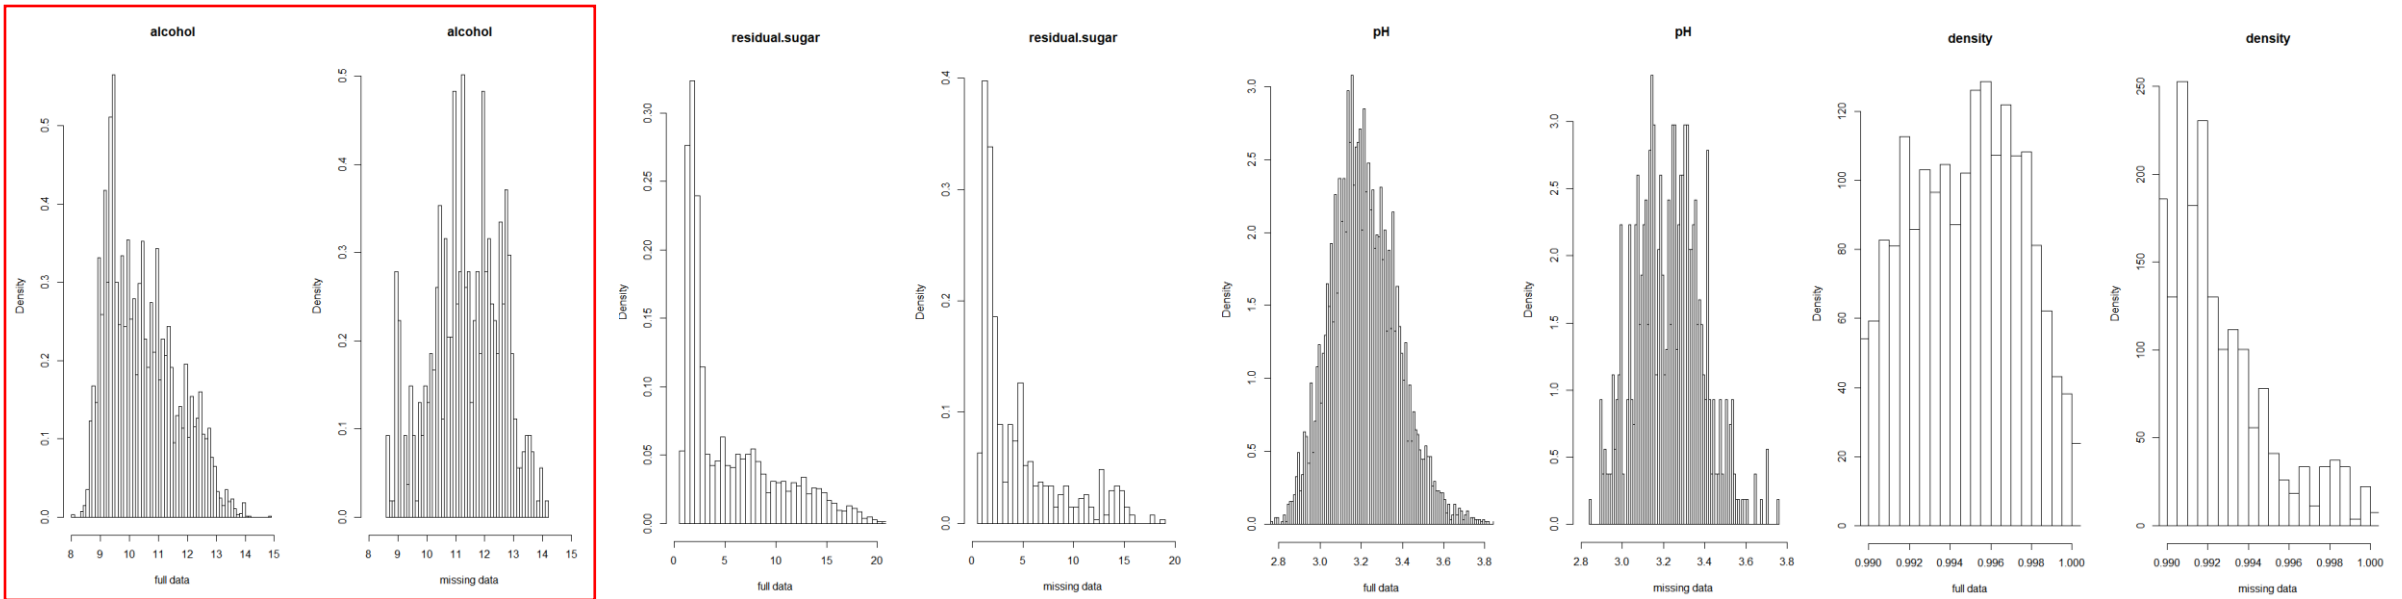 alcohol
Density
0.0 0.1 0.2 0.3 0.4 0.5
8 9 10 11 12 13 14 15
full data
alcohol
Density
0.0 0.1 0.2 0.3 0.4 0.5
8 9 10 11 12 13 14 15
missing data
residual.sugar
Density
0.00 0.05 0.10 0.15 0.20 0.25 0.30
0 5 10 15 20
full data
residual.sugar
Density
0.0 0.1 0.2 0.3 0.4
0 5 10 15 20
missing data
pH
Density
0.0 0.5 1.0 1.5 2.0 2.5 3.0
3.0 3.2 3.4 3.6 3.8
2.8
full data
pH
Density
0.0 0.5 1.0 1.5 2.0 2.5 3.0
2.8 3.0 3.2 3.4 3.6 3.8
missing data
density
Density
0 20 40 60 80 100 120
0.990 0.992 0.994 0.996 0.998 1.000
full data
density
Density
0 50 100 150 200 250
0.990 0.992 0.994 0.996 0.998 1.000
missing data